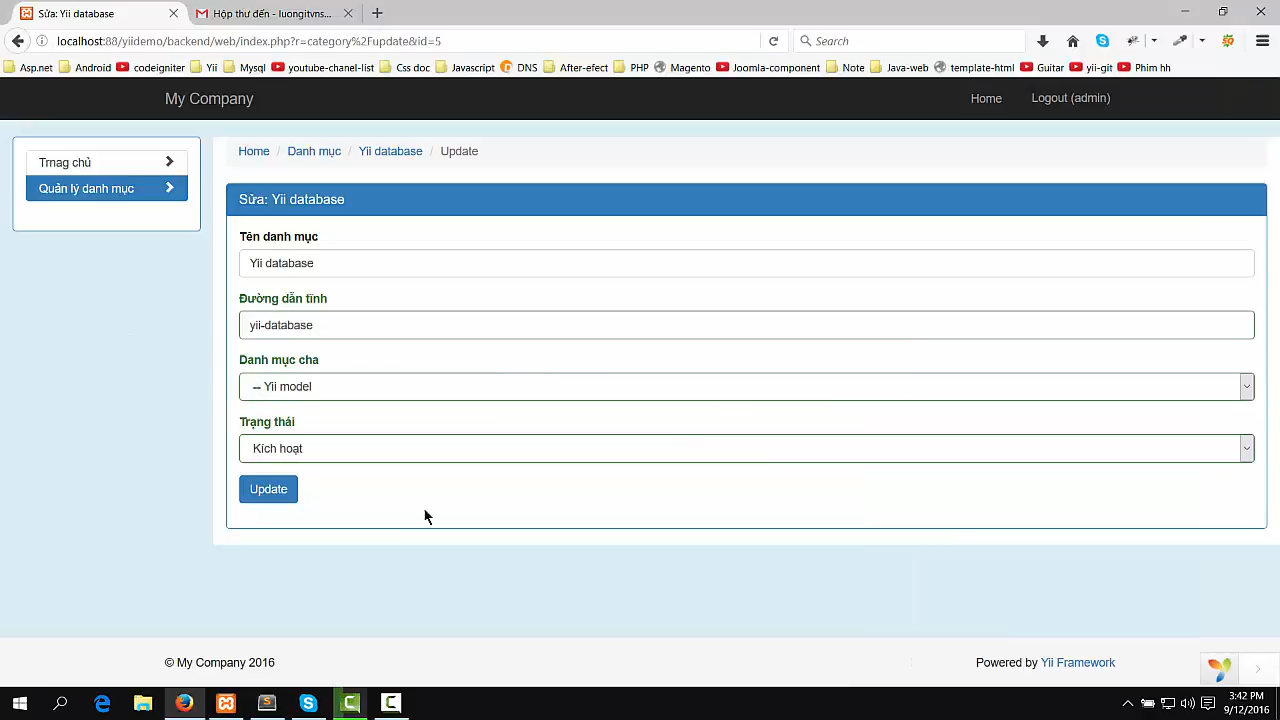 Sửa: Yii database
Hộp thư đến - luongitvns...
localhost:88/yiidemo/backend/web/index.php?r=category%2Fupdate&id=5
Search
Asp.net Android codeigniter Yii Mysql youtube-chanel-list Css doc Javascript DNS After-efect PHP Magento Joomla-component Note Java-web template-html Guitar yii-git Phim hh
My Company
Home
Logout (admin)
Trnag chủ
Quản lý danh mục
Home / Danh mục / Yii database / Update
Sửa: Yii database
Tên danh mục
Yii database
Đường dẫn tĩnh
yii-database
Danh mục cha
-- Yii model
Trạng thái
Kích hoạt
Update
© My Company 2016
Powered by Yii Framework
3:42 PM
9/12/2016